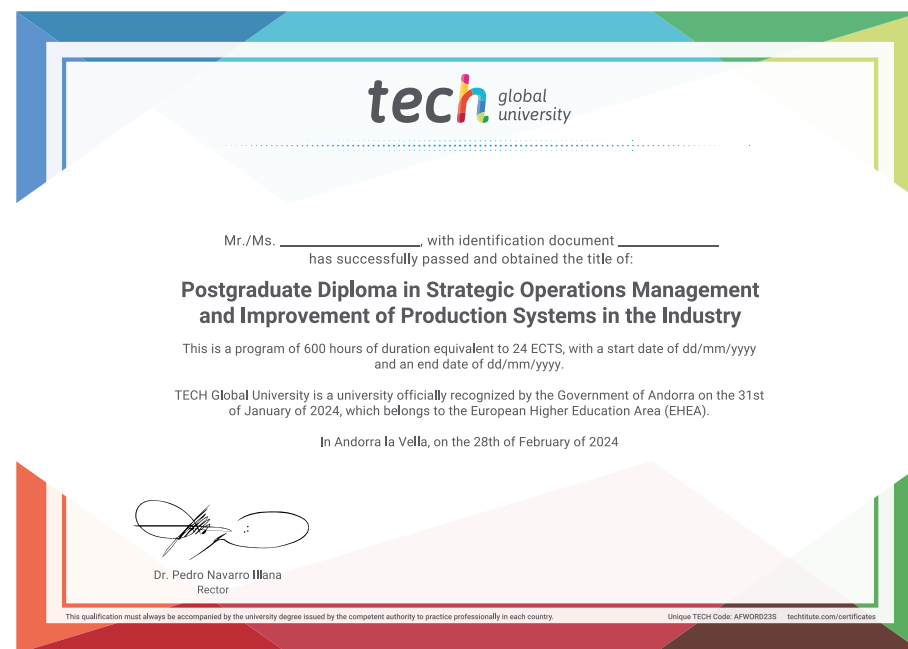 tech global
university
Mr./Ms. ____________________, with identification document ______________
has successfully passed and obtained the title of:
Postgraduate Diploma in Strategic Operations Management
and Improvement of Production Systems in the Industry
This is a program of 600 hours of duration equivalent to 24 ECTS, with a start date of dd/mm/yyyy
and an end date of dd/mm/yyyy.
TECH Global University is a university officially recognized by the Government of Andorra on the 31st
of January of 2024, which belongs to the European Higher Education Area (EHEA).
In Andorra la Vella, on the 28th of February of 2024
Dr. Pedro Navarro Illana
Rector
This qualification must always be accompanied by the university degree issued by the competent authority to practice professionally in each country.
Unique TECH Code: AFWORD23S techtitute.com/certificates